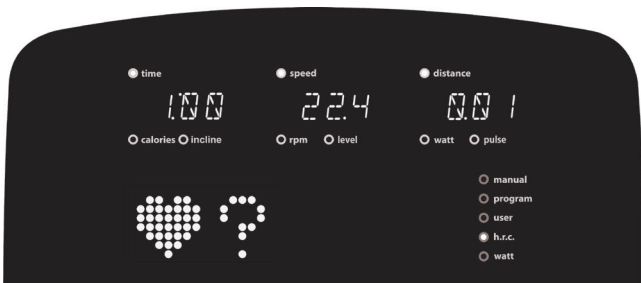 time speed distance
1:00 22.4 0.01
calories incline rpm level watt pulse
manual
program
user
h.r.c.
watt
?